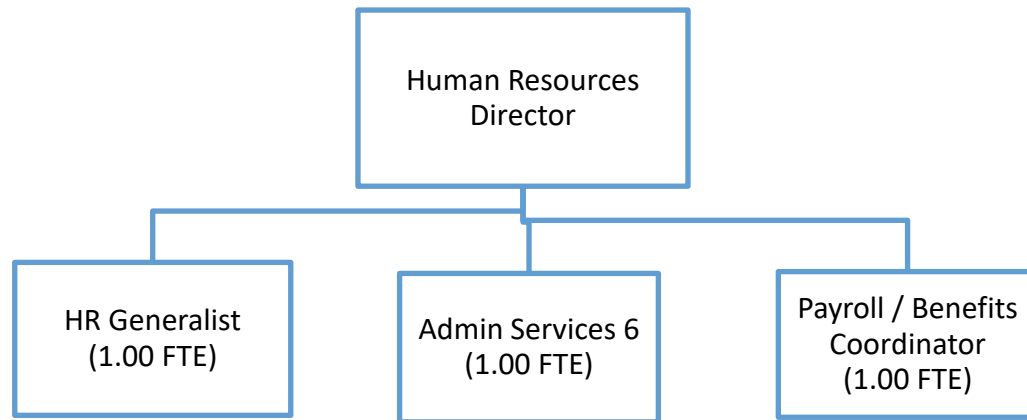 Human Resources
Director
HR Generalist
(1.00 FTE)
Admin Services 6
(1.00 FTE)
Payroll / Benefits
Coordinator
(1.00 FTE)